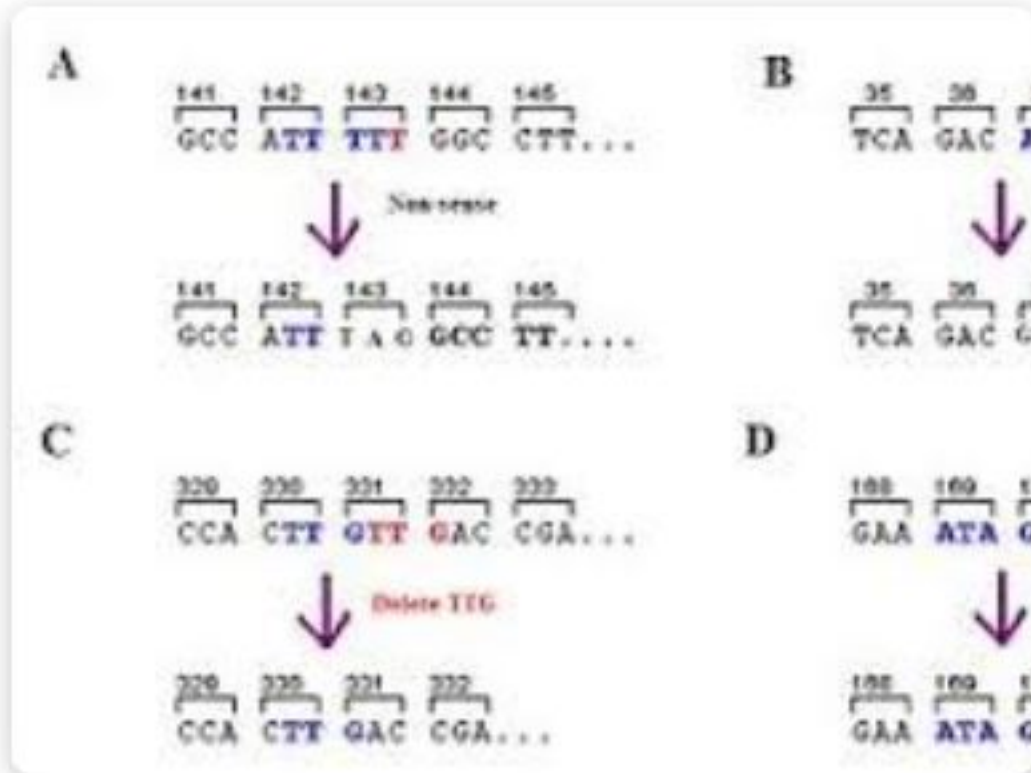 A
141 142 143 144 145
GCC ATT TTT GGC CTT...
Non sense
141 142 143 144 145
GCC ATT TAG GCC TT....
B
35 36
TCA GAC A
35 36
TCA GAC G
C
329 330 331 332 333
CCA CTT GTT GAC CGA...
Delete TTG
329 330 331 332
CCA CTT GAC CGA...
D
168 169
GAA ATA G
168 169
GAA ATA G